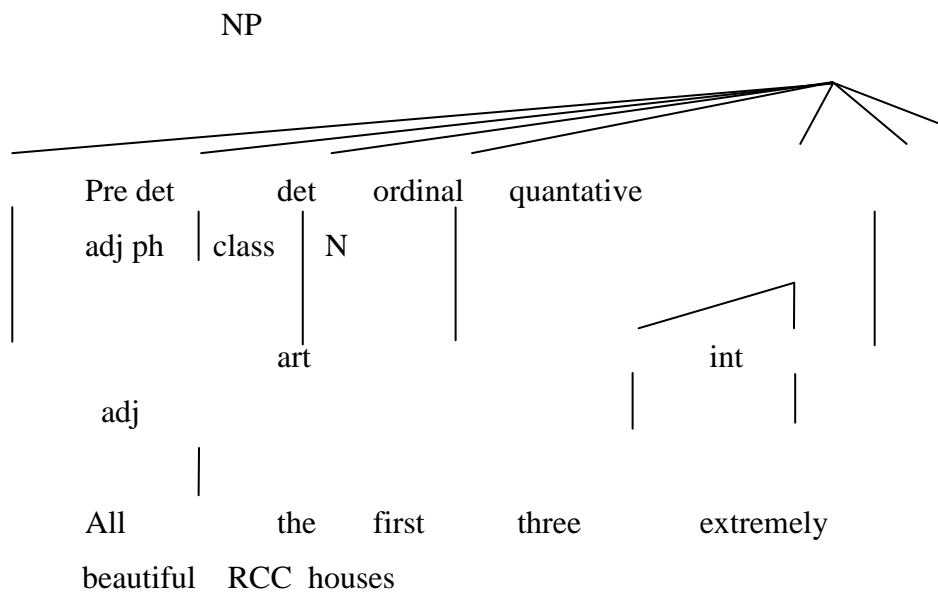 NP
Pre det det ordinal quantative
adj ph class N
art int
adj
All the first three extremely
beautiful RCC houses